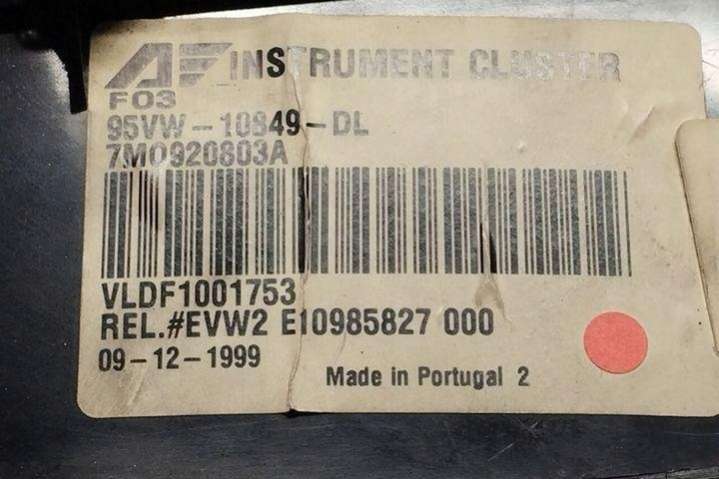 AF INSTRUMENT CLUSTER
F03
95VW-10849-DL
7M0920803A
VLDF1001753
REL.#EVW2 E10985827 000
09-12-1999
Made in Portugal 2